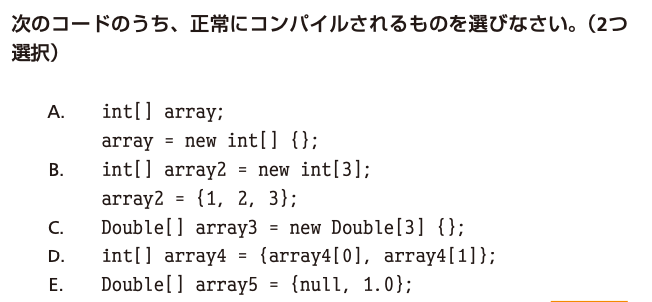 次のコードのうち、正常にコンパイルされるものを選びなさい。（2つ
選択）
A. int[] array;
array = new int[] {};
B. int[] array2 = new int[3];
array2 = {1, 2, 3};
C. Double[] array3 = new Double[3] {};
D. int[] array4 = {array4[0], array4[1]};
E. Double[] array5 = {null, 1.0};